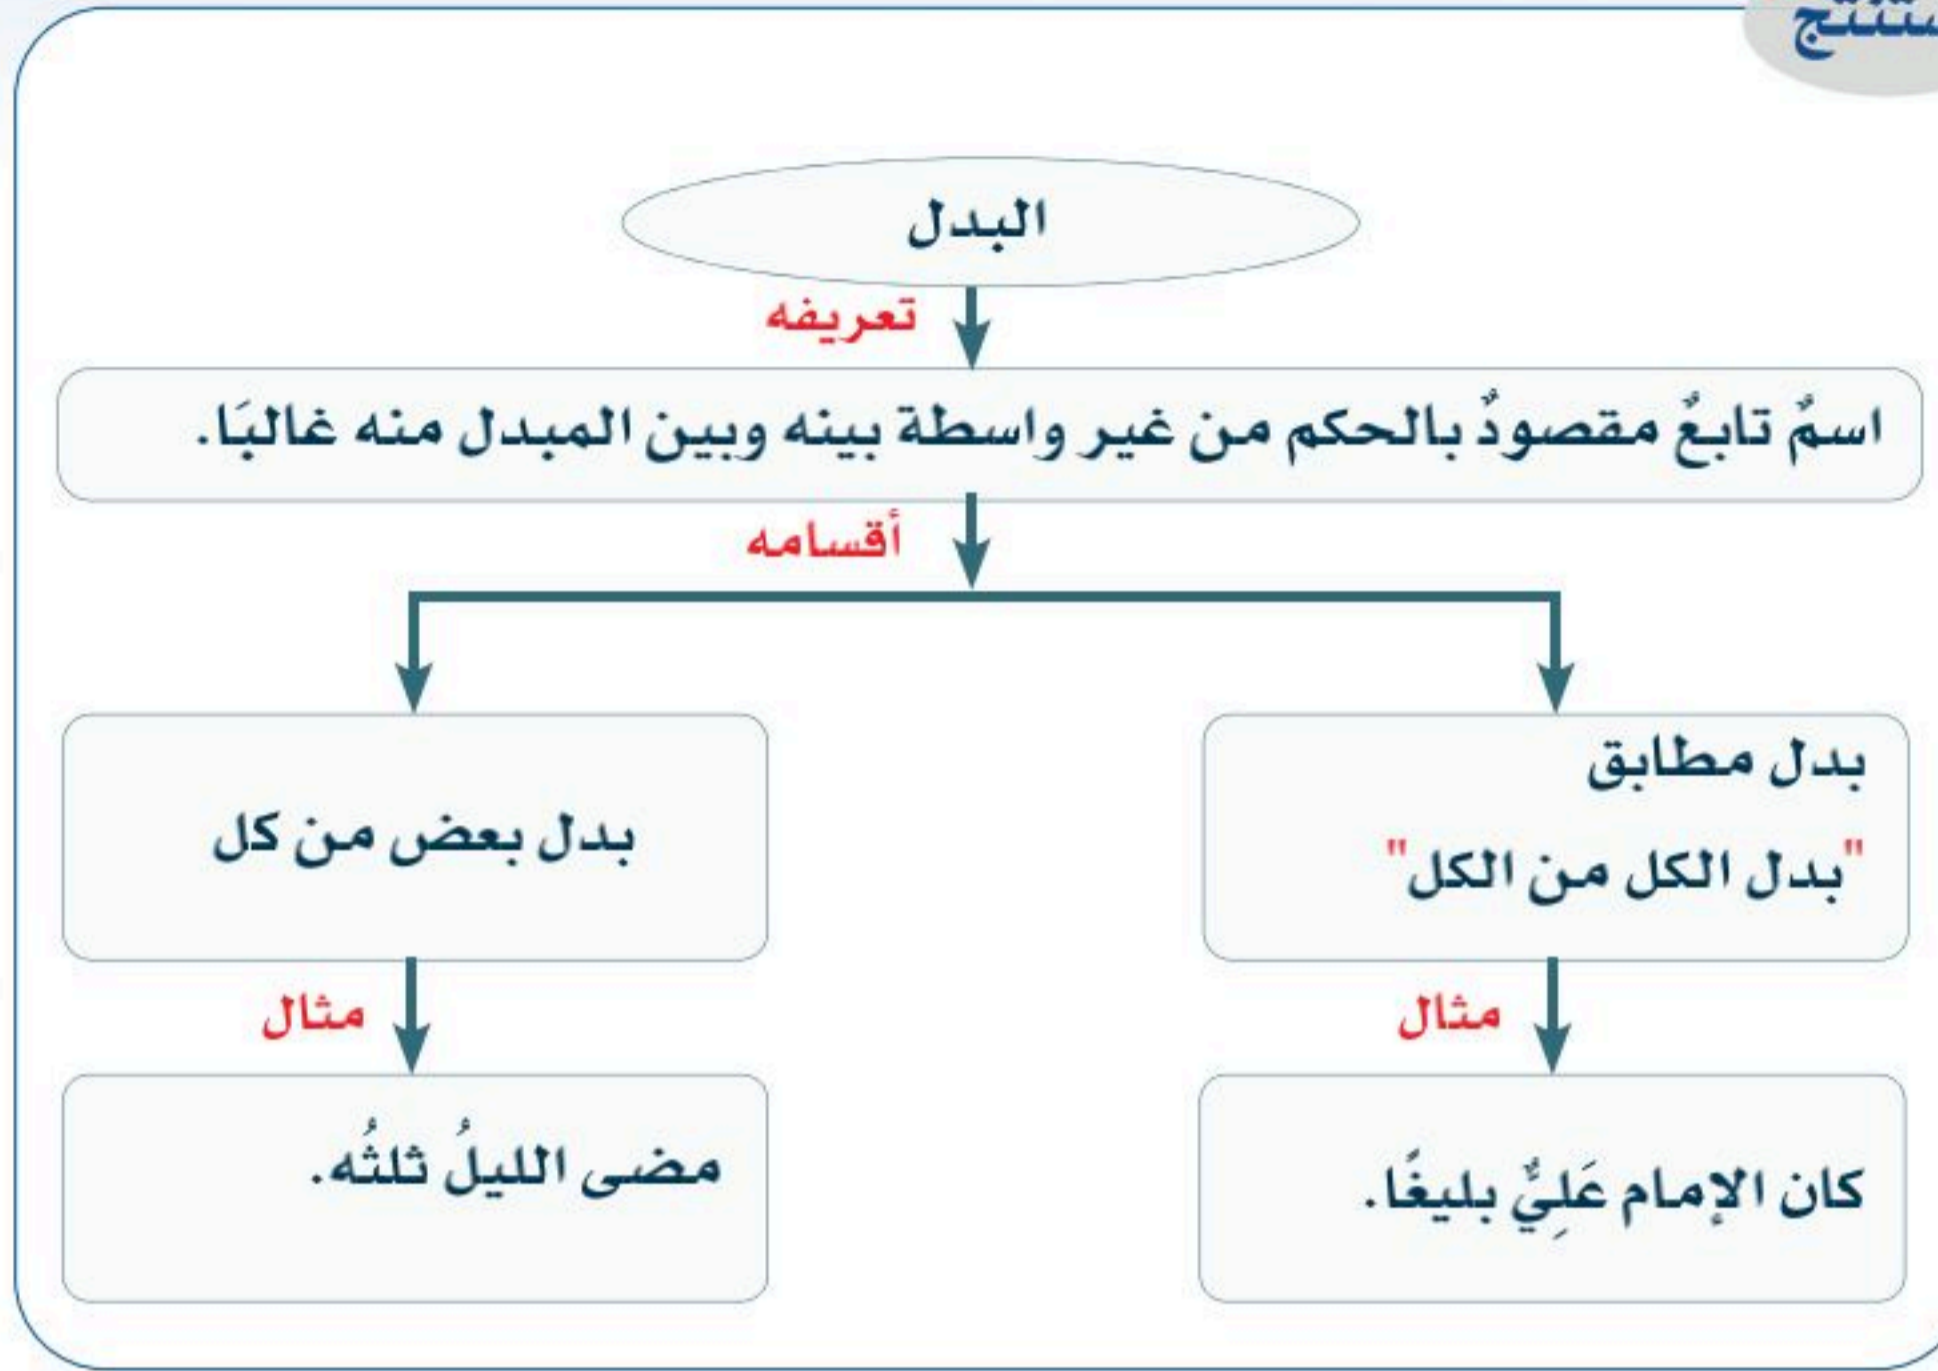 البدل
تعريفه
اسمٌ تابعٌ مقصودٌ بالحكم من غير واسطة بينه وبين المبدل منه غالبَا.
أقسامه
بدل مطابق
"بدل الكل من الكل"
بدل بعض من كل
مثال
مثال
كان الإمام عَلِيٌّ بليغًا.
مضى الليلُ ثلثُه.